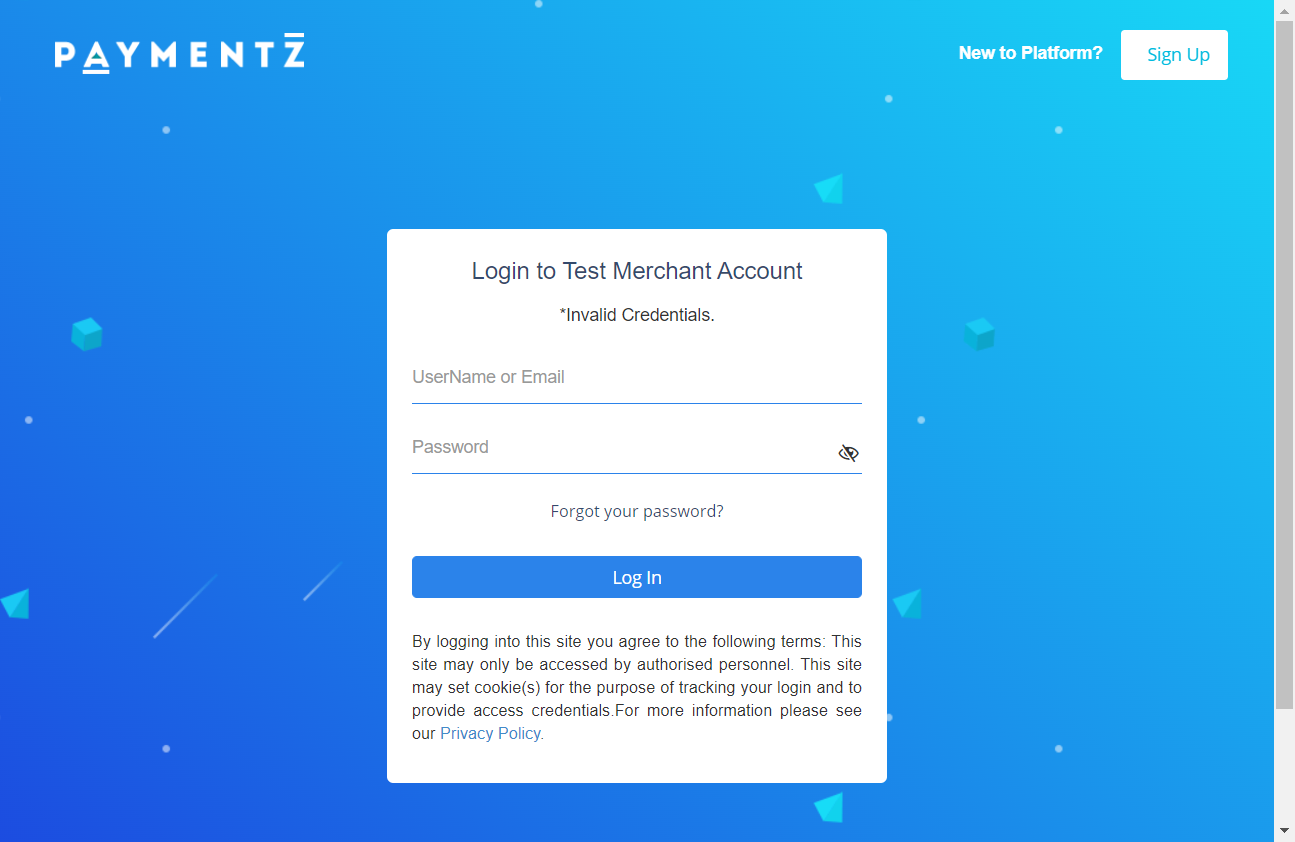 PAYMENTZ
New to Platform?
Sign Up
Login to Test Merchant Account
*Invalid Credentials.
UserName or Email
Password
Forgot your password?
Log In
By logging into this site you agree to the following terms: This
site may only be accessed by authorised personnel. This site
may set cookie(s) for the purpose of tracking your login and to
provide access credentials.For more information please see
our Privacy Policy.